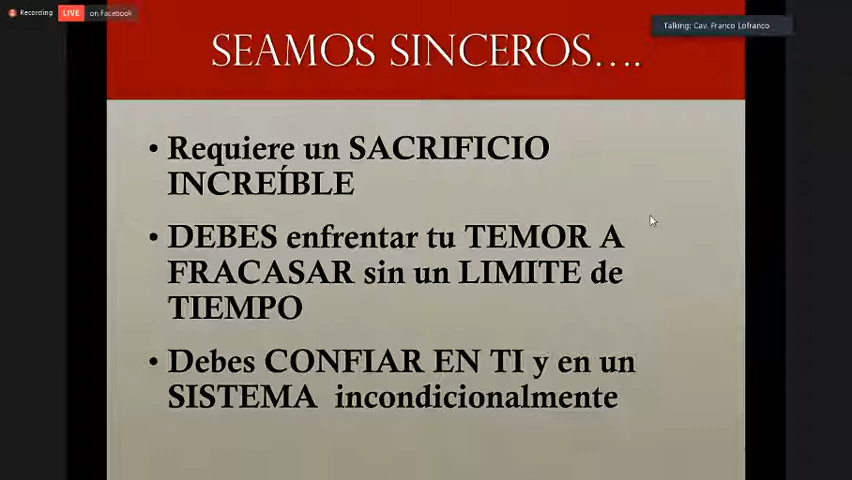 Recording LIVE on Facebook
Talking: Cav. Franco Lofranco
SEAMOS SINCEROS....
• Requiere un SACRIFICIO
INCREÍBLE
• DEBES enfrentar tu TEMOR A
FRACASAR sin un LIMITE de
TIEMPO
• Debes CONFIAR EN TI y en un
SISTEMA incondicionalmente